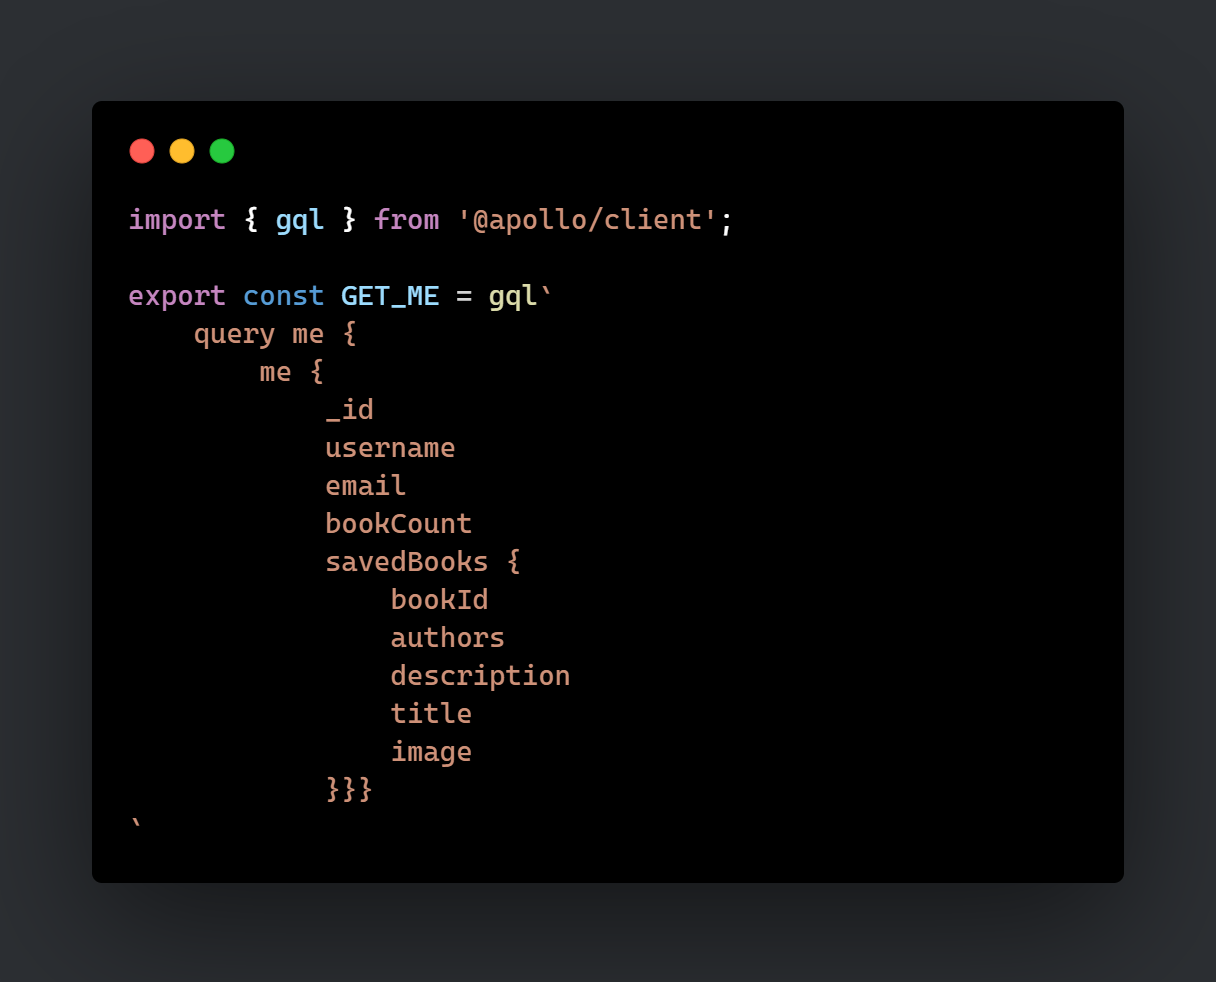 import { gql } from '@apollo/client';

export const GET_ME = gql`
    query me {
        me {
            _id
            username
            email
            bookCount
            savedBooks {
                bookId
                authors
                description
                title
                image
            }}}
`